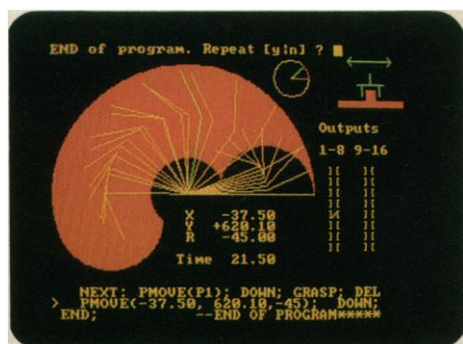 END of program. Repeat [y|n] ?
Outputs
1-8 9-16
][ ][
][ ][
][ ][
][ ][
И ][
][ ][
][ ][
][ ][
X -37.50
Y +620.10
R -45.00
Time 21.50
NEXT: PMOVE(P1); DOWN; GRASP; DEL
> PMOVE(-37.50, 620.10,-45); DOWN;
END; --END OF PROGRAM*****